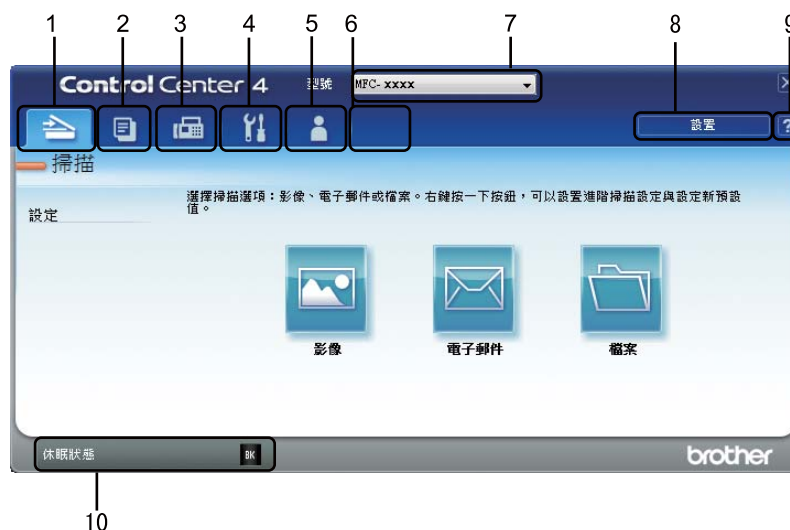 1 2 3 4 5 6 7 8 9
Control Center 4 型號 MFC- xxxx
設置 ?
掃描
選擇掃描選項：影像、電子郵件或檔案。右鍵按一下按鈕，可以設置進階掃描設定與設定新預設
值。
設定
影像 電子郵件 檔案
休眠狀態 BK brother
10